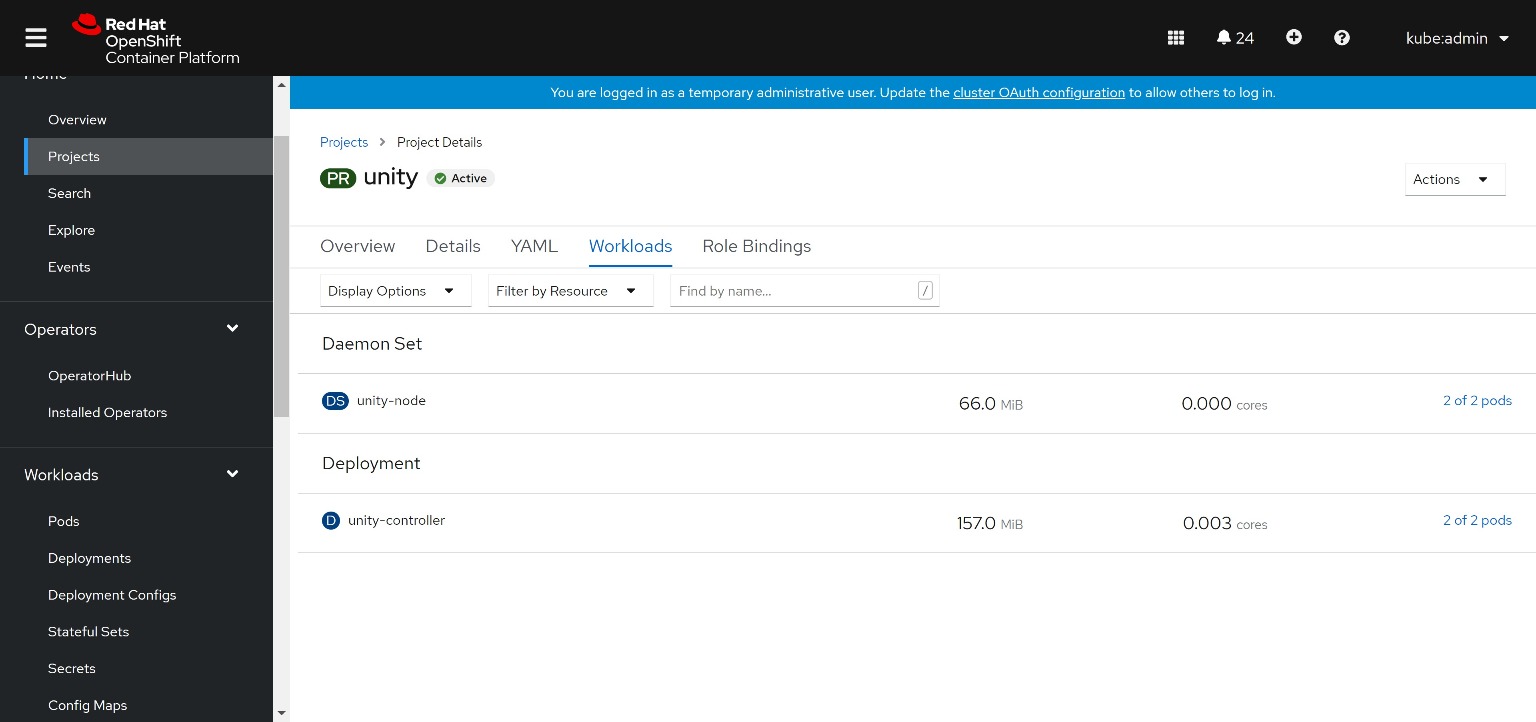 Red Hat
OpenShift
Container Platform
24
kube:admin
Home
Overview
Projects
Search
Explore
Events
Operators
OperatorHub
Installed Operators
Workloads
Pods
Deployments
Deployment Configs
Stateful Sets
Secrets
Config Maps
You are logged in as a temporary administrative user. Update the cluster OAuth configuration to allow others to log in.
Projects > Project Details
PR unity Active
Actions
Overview Details YAML Workloads Role Bindings
Display Options Filter by Resource Find by name... /
Daemon Set
DS unity-node 66.0 MiB 0.000 cores 2 of 2 pods
Deployment
D unity-controller 157.0 MiB 0.003 cores 2 of 2 pods